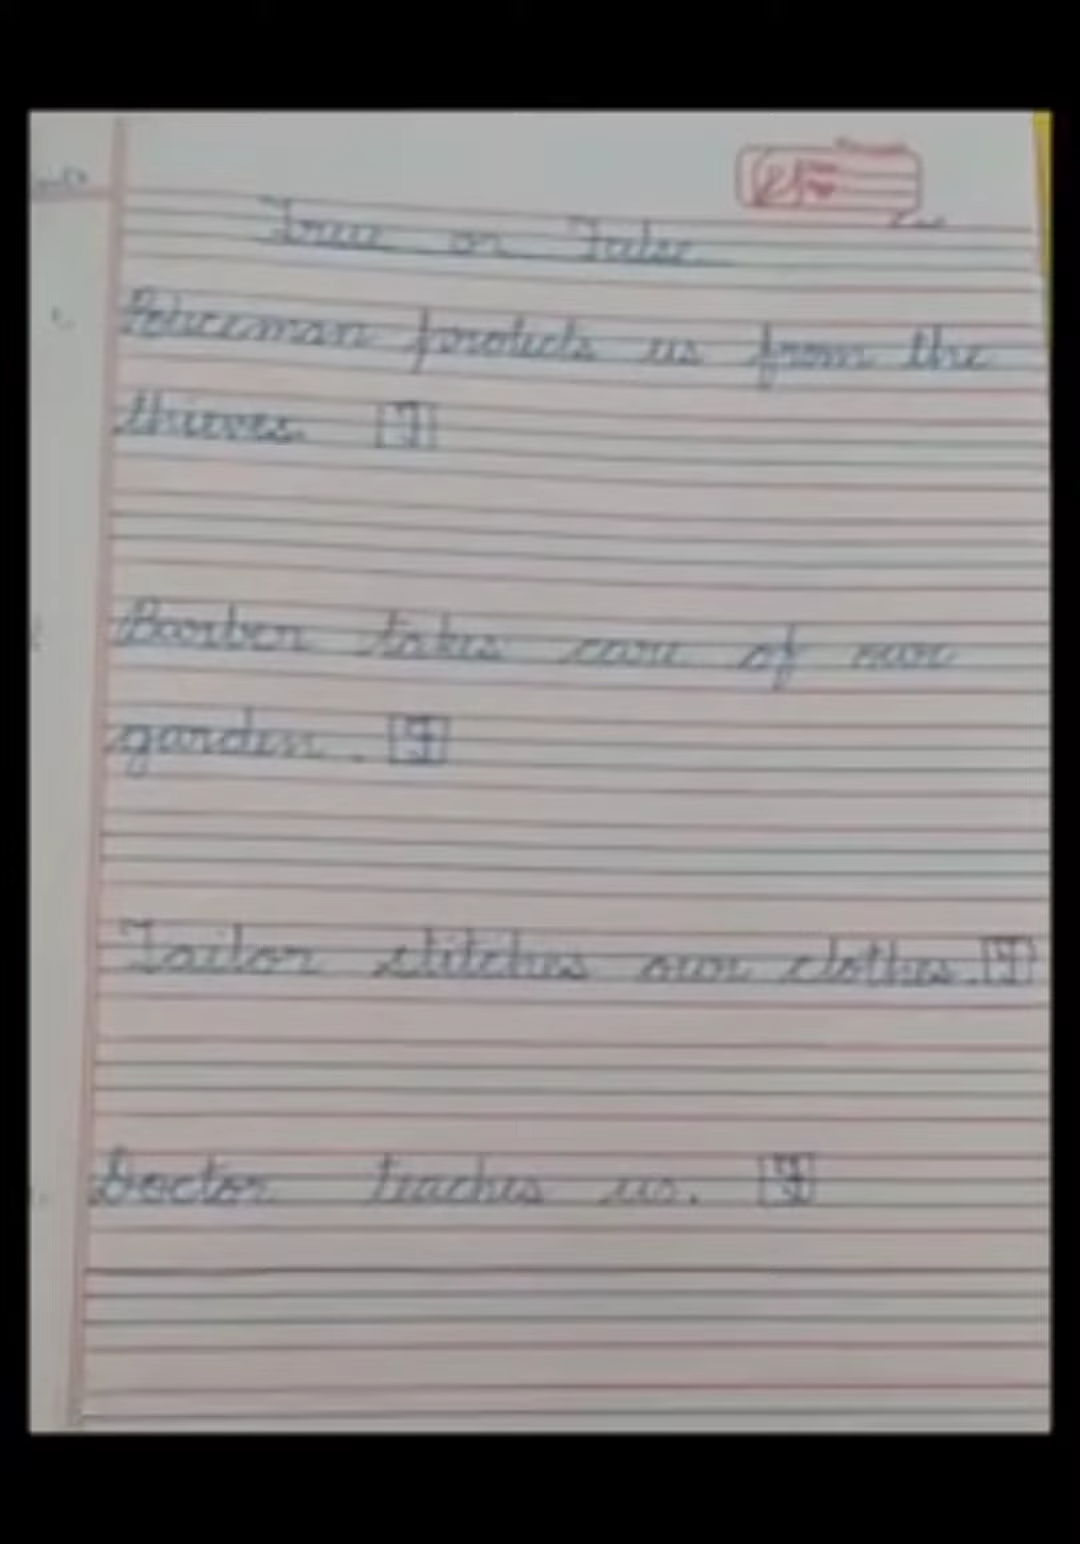 True or False
Policeman protects us from the
thieves. [T]
Barber takes care of our
garden. [F]
Tailor stitches our clothes. [T]
Doctor teaches us. [F]